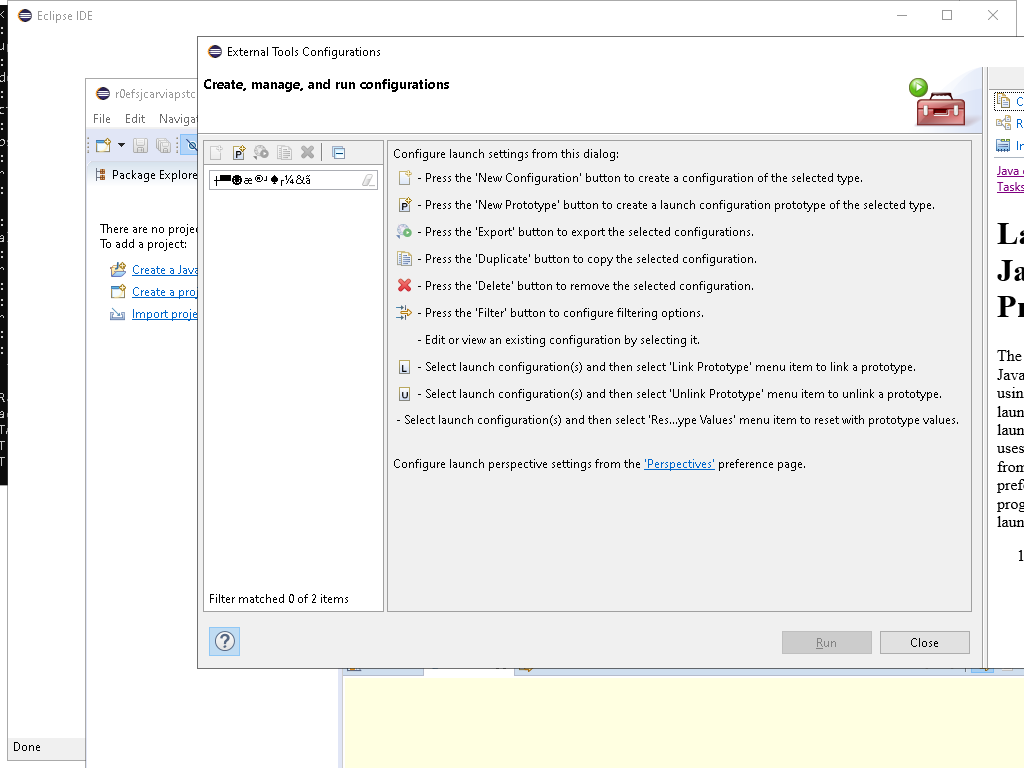 Eclipse IDE
External Tools Configurations
Create, manage, and run configurations
r0efsjcarviapstc
File Edit Naviga
Package Explore
There are no proje
To add a project:
Create a Java
Create a proj
Import proje
Filter matched 0 of 2 items
Configure launch settings from this dialog:
- Press the 'New Configuration' button to create a configuration of the selected type.
- Press the 'New Prototype' button to create a launch configuration prototype of the selected type.
- Press the 'Export' button to export the selected configurations.
- Press the 'Duplicate' button to copy the selected configuration.
- Press the 'Delete' button to remove the selected configuration.
- Press the 'Filter' button to configure filtering options.
- Edit or view an existing configuration by selecting it.
- Select launch configuration(s) and then select 'Link Prototype' menu item to link a prototype.
- Select launch configuration(s) and then select 'Unlink Prototype' menu item to unlink a prototype.
- Select launch configuration(s) and then select 'Res...ype Values' menu item to reset with prototype values.
Configure launch perspective settings from the 'Perspectives' preference page.
Run
Close
C
R
In
Java
Tasks
La
Ja
Pr
The
Java
usin
laun
laun
uses
from
pref
prog
laun
1
Done